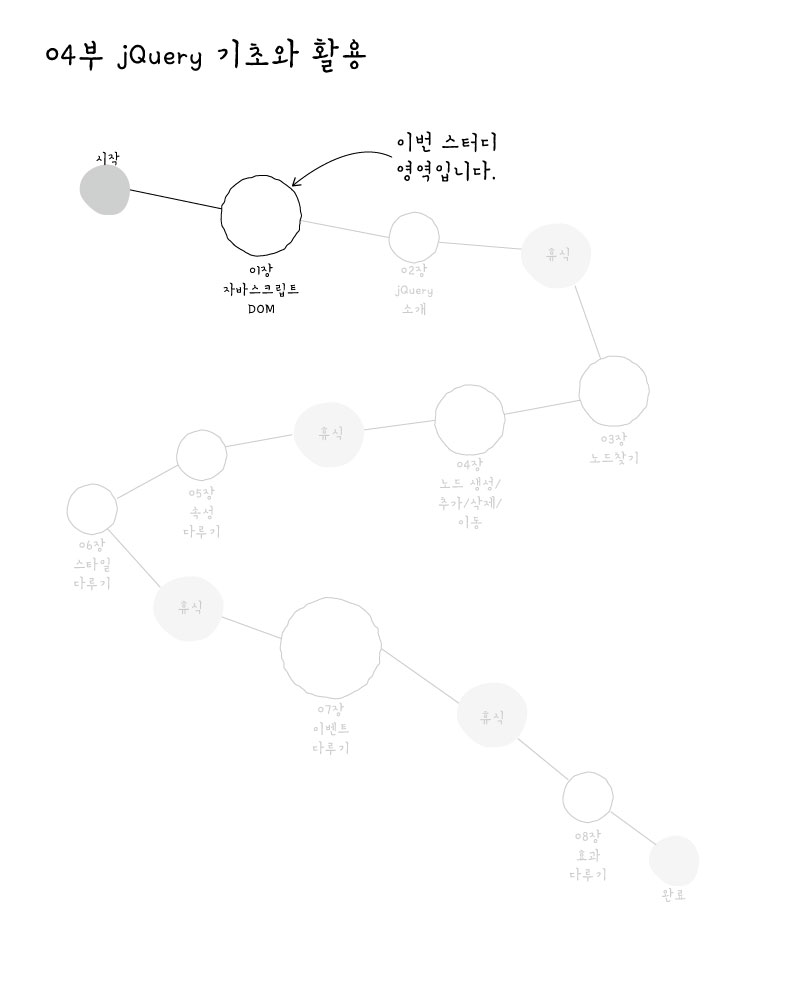 04부 jQuery 기초와 활용
이번 스터디
영역입니다.
시작
01장
자바스크립트
DOM
02장
jQuery
소개
휴식
03장
노드찾기
04장
노드 생성/
추가/삭제/
이동
휴식
05장
속성
다루기
06장
스타일
다루기
휴식
07장
이벤트
다루기
휴식
08장
효과
다루기
완료